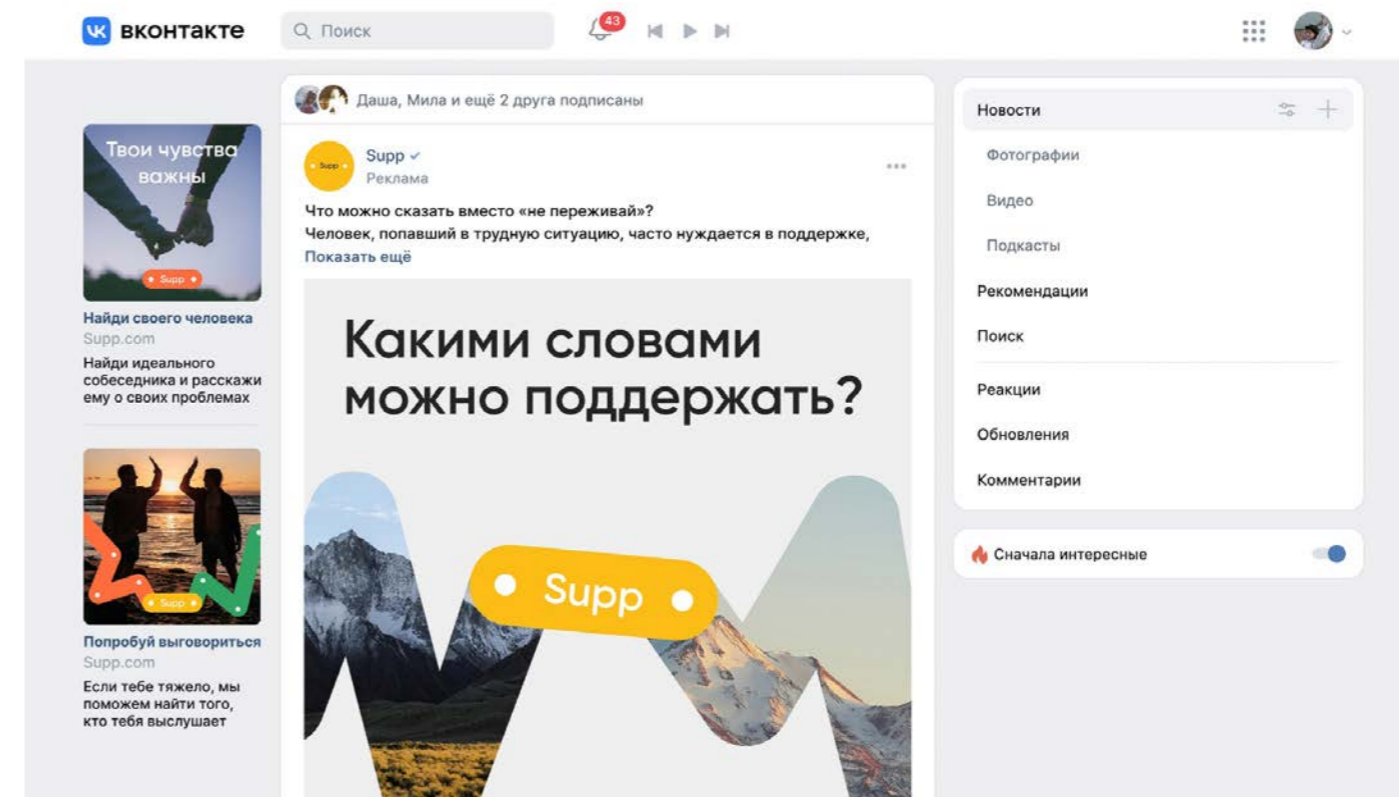 вконтакте
Поиск
43
Твои чувства
важны
Supp
Найди своего человека
Supp.com
Найди идеального
собеседника и расскажи
ему о своих проблемах
Supp
Попробуй выговориться
Supp.com
Если тебе тяжело, мы
поможем найти того,
кто тебя выслушает
Даша, Мила и ещё 2 друга подписаны
Supp
Supp
Реклама
Что можно сказать вместо «не переживай»?
Человек, попавший в трудную ситуацию, часто нуждается в поддержке,
Показать ещё
Какими словами
можно поддержать?
Supp
Новости
Фотографии
Видео
Подкасты
Рекомендации
Поиск
Реакции
Обновления
Комментарии
Сначала интересные